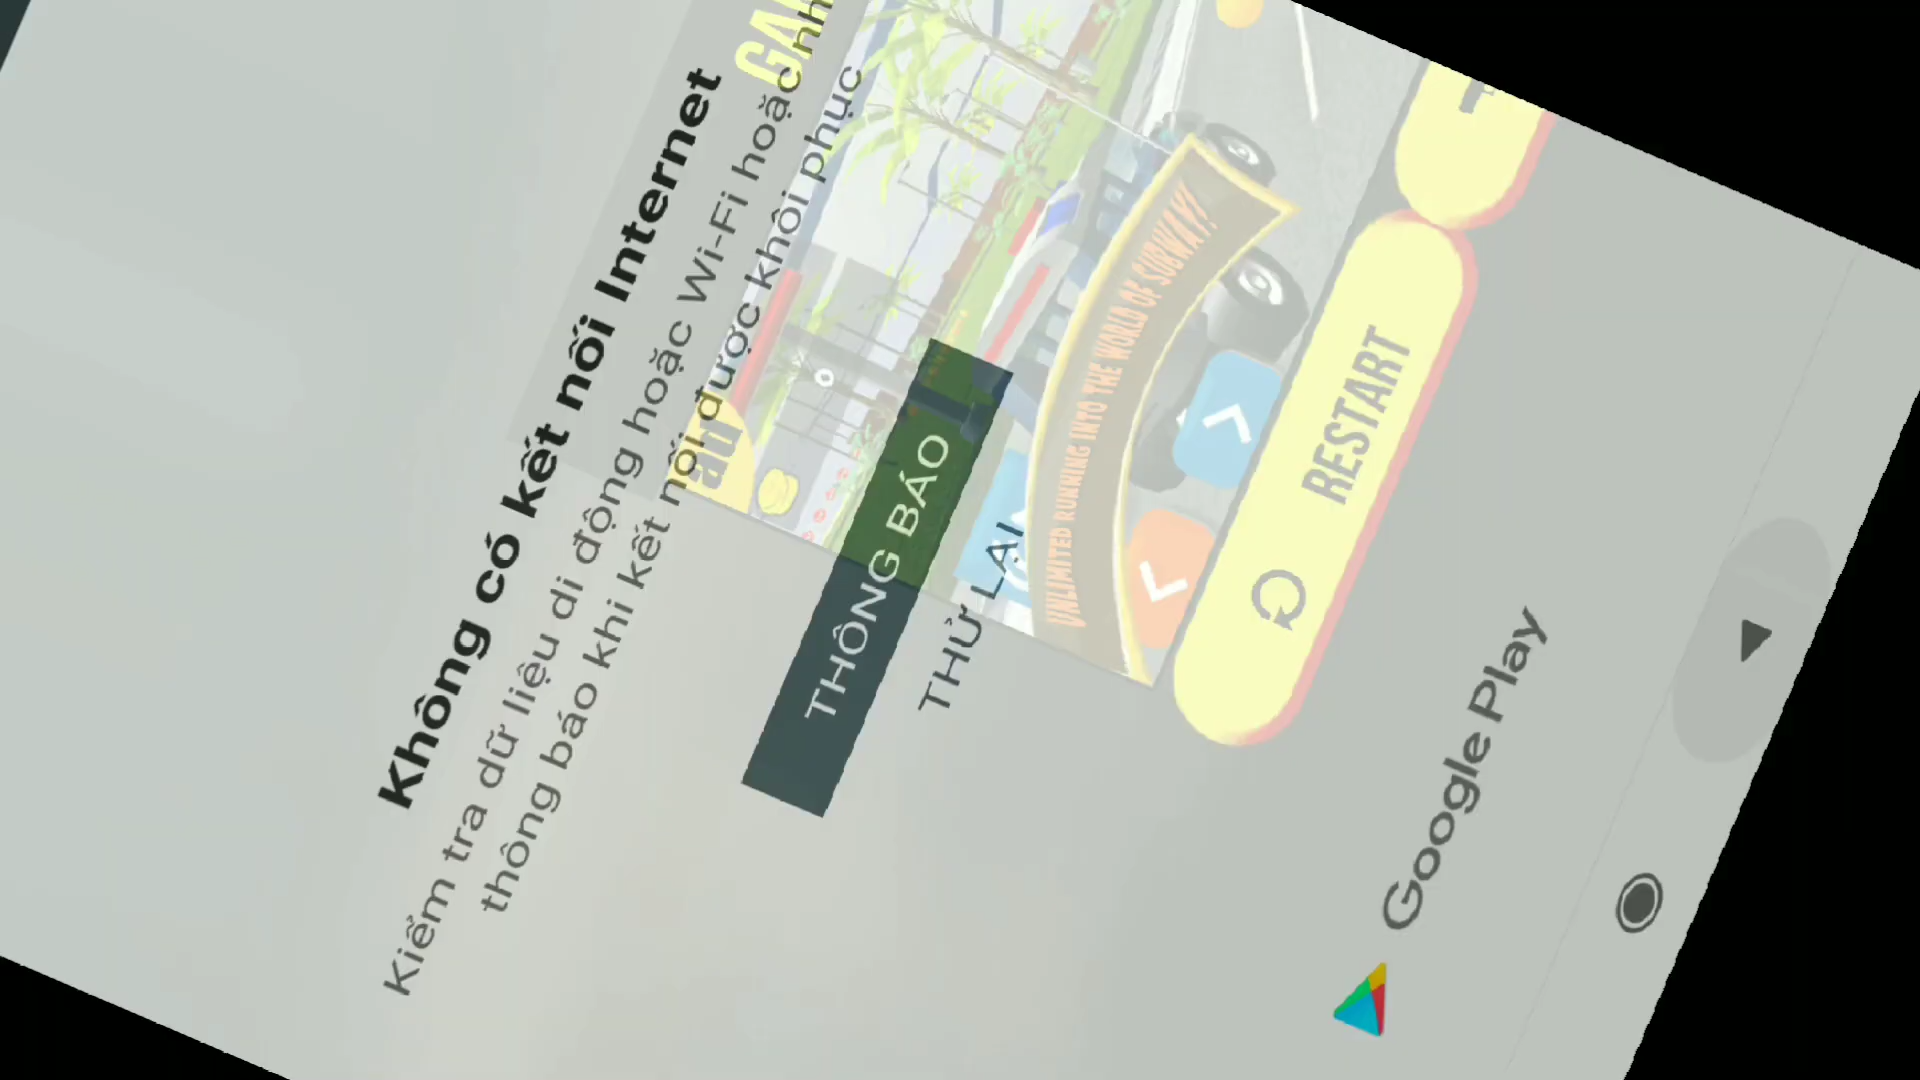 Không có kết nối Internet
Kiểm tra dữ liệu di động hoặc Wi-Fi hoặc
thông báo khi kết nối được khôi phục
THÔNG BÁO
THỬ LẠI
ad
UNLIMITED RUNNING INTO THE WORLD OF SUBWAY!
RESTART
Google Play